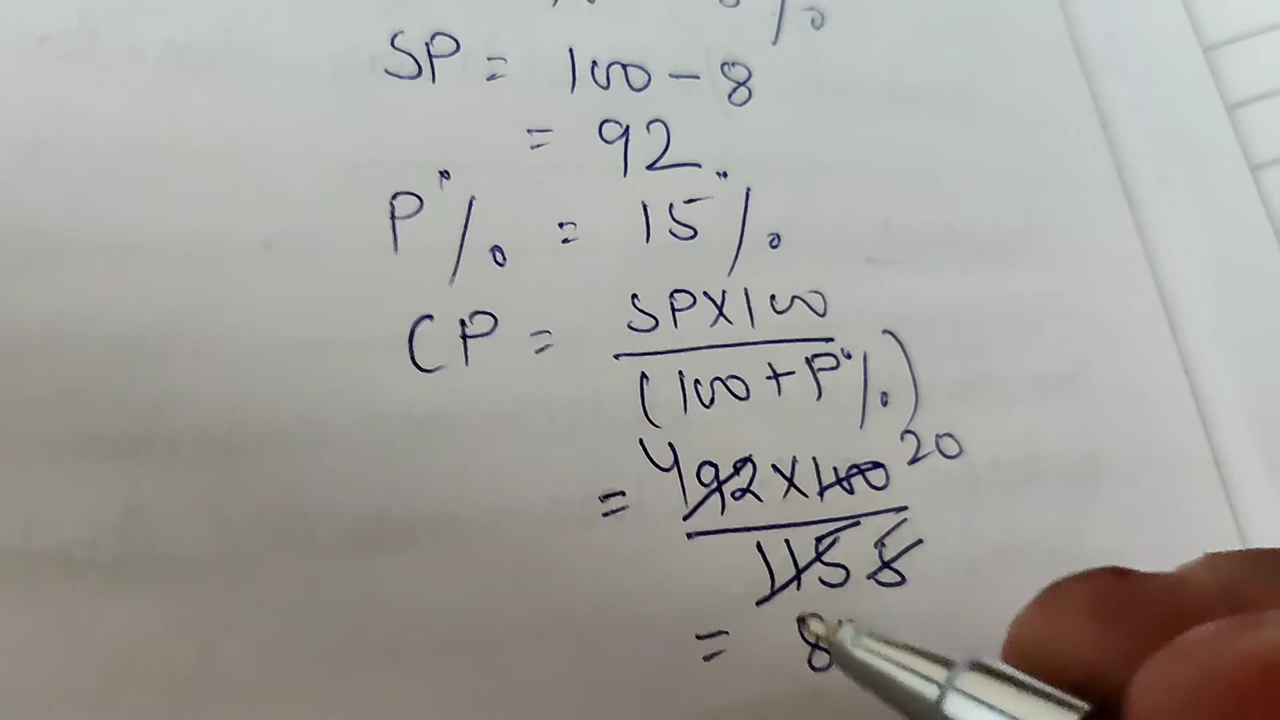 %
SP = 100 - 8
= 92
P% = 15%
CP = SP×100
(100 + P%)
= 4 92 × 100 20
115 5
= 8